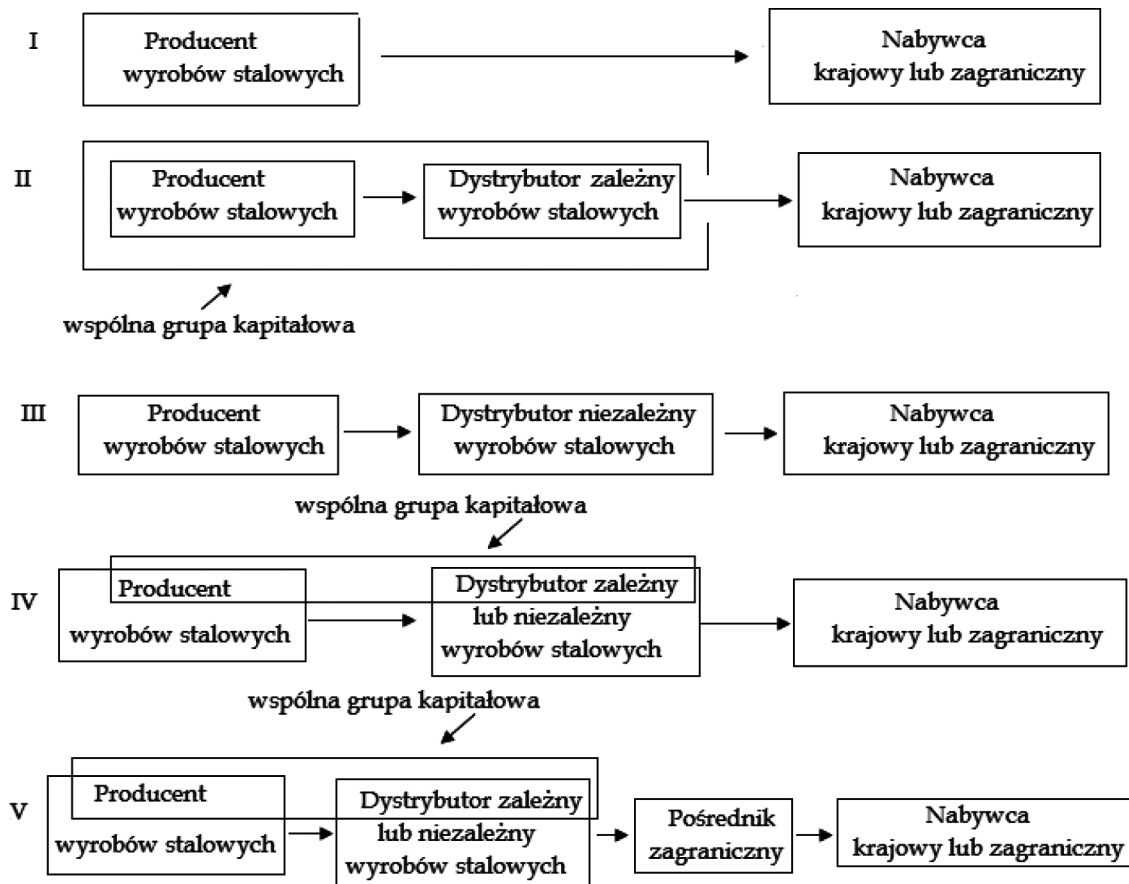 I
Producent
wyrobów stalowych
Nabywca
krajowy lub zagraniczny
II
Producent
wyrobów stalowych
Dystrybutor zależny
wyrobów stalowych
Nabywca
krajowy lub zagraniczny
wspólna grupa kapitałowa
III
Producent
wyrobów stalowych
Dystrybutor niezależny
wyrobów stalowych
Nabywca
krajowy lub zagraniczny
wspólna grupa kapitałowa
IV
Producent
wyrobów stalowych
Dystrybutor zależny
lub niezależny
wyrobów stalowych
Nabywca
krajowy lub zagraniczny
wspólna grupa kapitałowa
V
Producent
wyrobów stalowych
Dystrybutor zależny
lub niezależny
wyrobów stalowych
Pośrednik
zagraniczny
Nabywca
krajowy lub zagraniczny